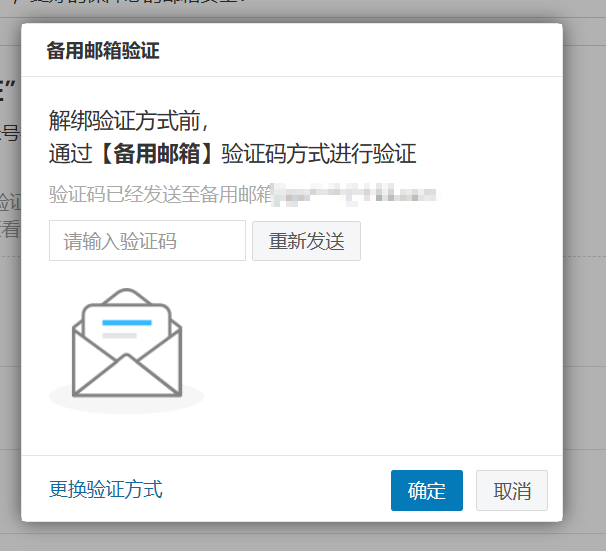 备用邮箱验证
解绑验证方式前，
通过【备用邮箱】验证码方式进行验证
验证码已经发送至备用邮箱
请输入验证码
重新发送
更换验证方式
确定
取消